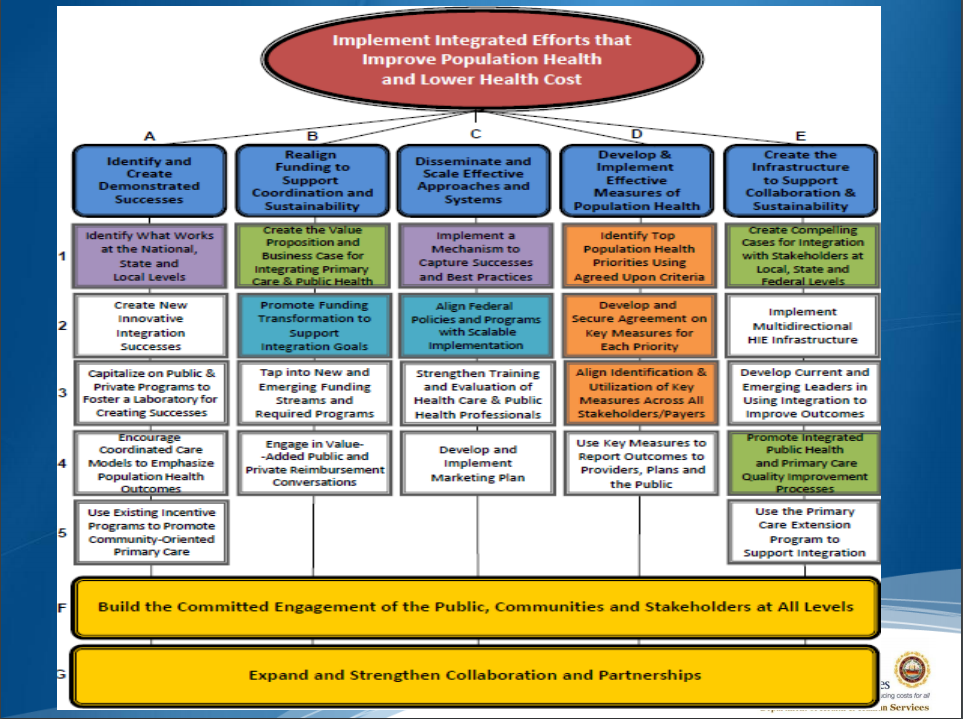 Implement Integrated Efforts that
Improve Population Health
and Lower Health Cost
A
B
C
D
E
Identify and
Create
Demonstrated
Successes
Realign
Funding to
Support
Coordination and
Sustainability
Disseminate and
Scale Effective
Approaches and
Systems
Develop &
Implement
Effective
Measures of
Population Health
Create the
Infrastructure
to Support
Collaboration &
Sustainability
1
Identify What Works
at the National,
State and
Local Levels
Create the Value
Proposition and
Business Case for
Integrating Primary
Care & Public Health
Implement a
Mechanism to
Capture Successes
and Best Practices
Identify Top
Population Health
Priorities Using
Agreed Upon Criteria
Create Compelling
Cases for Integration
with Stakeholders at
Local, State and
Federal Levels
2
Create New
Innovative
Integration
Successes
Promote Funding
Transformation to
Support
Integration Goals
Align Federal
Policies and Programs
with Scalable
Implementation
Develop and
Secure Agreement on
Key Measures for
Each Priority
Implement
Multidirectional
HIE Infrastructure
3
Capitalize on Public &
Private Programs to
Foster a Laboratory for
Creating Successes
Tap into New and
Emerging Funding
Streams and
Required Programs
Strengthen Training
and Evaluation of
Health Care & Public
Health Professionals
Align Identification &
Utilization of Key
Measures Across All
Stakeholders/Payers
Develop Current and
Emerging Leaders in
Using Integration to
Improve Outcomes
4
Encourage
Coordinated Care
Models to Emphasize
Population Health
Outcomes
Engage in Value-
-Added Public and
Private Reimbursement
Conversations
Develop and
Implement
Marketing Plan
Use Key Measures to
Report Outcomes to
Providers, Plans and
the Public
Promote Integrated
Public Health
and Primary Care
Quality Improvement
Processes
5
Use Existing Incentive
Programs to Promote
Community-Oriented
Primary Care
Use the Primary
Care Extension
Program to
Support Integration
F
Build the Committed Engagement of the Public, Communities and Stakeholders at All Levels
G
Expand and Strengthen Collaboration and Partnerships
es
costs for all
Services